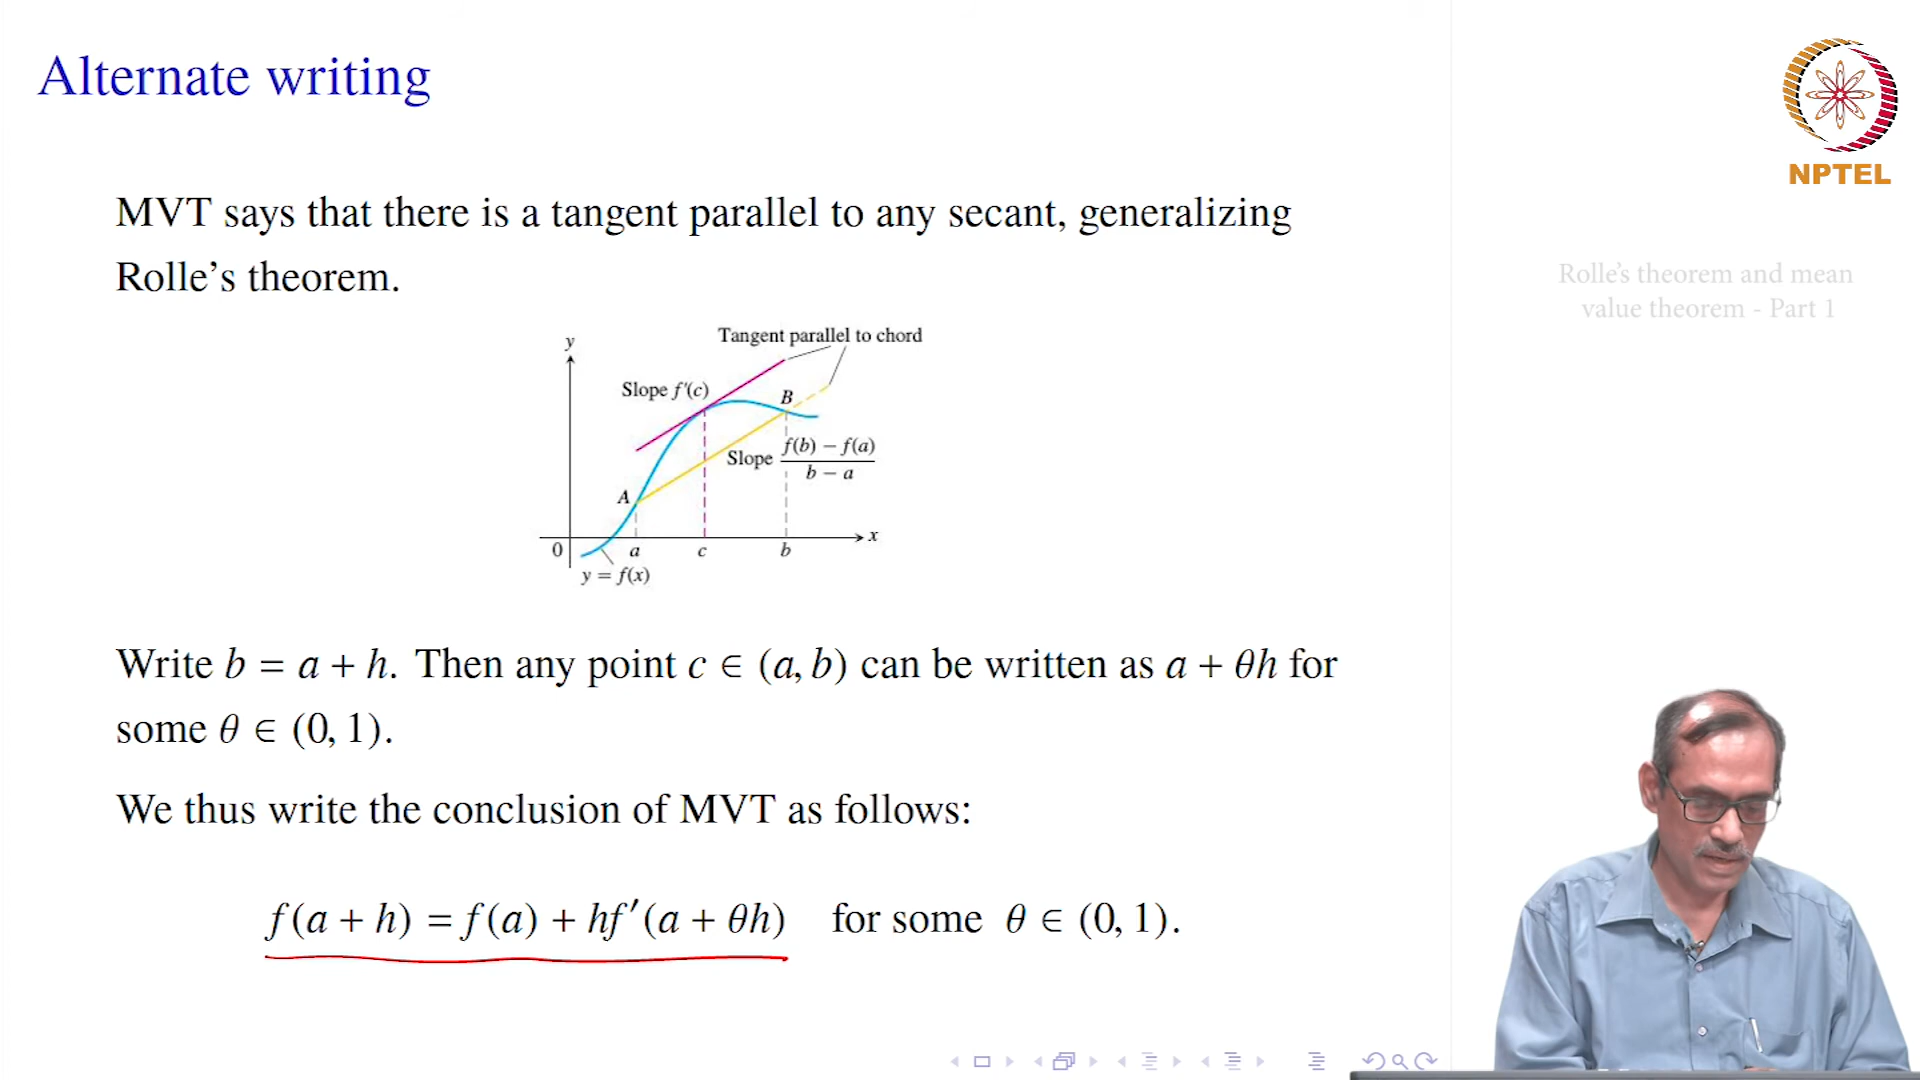 Alternate writing
NPTEL
MVT says that there is a tangent parallel to any secant, generalizing
Rolle's theorem.
Rolle's theorem and mean
value theorem - Part 1
Tangent parallel to chord
y
Slope f′(c)
B
Slope f(b) − f(a) / b − a
A
0 a c b x
y = f(x)
Write b = a + h. Then any point c ∈ (a, b) can be written as a + θh for
some θ ∈ (0, 1).
We thus write the conclusion of MVT as follows:
f(a + h) = f(a) + hf′(a + θh) for some θ ∈ (0, 1).